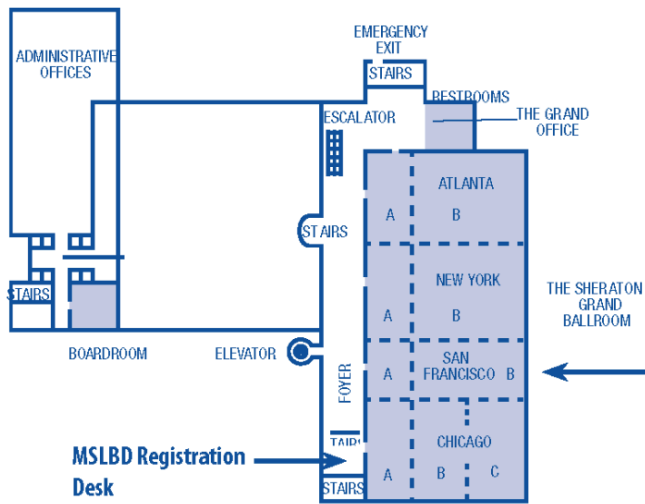 ADMINISTRATIVE
OFFICES
EMERGENCY
EXIT
STAIRS
RESTROOMS
THE GRAND
OFFICE
ESCALATOR
ATLANTA
A
B
STAIRS
NEW YORK
A
B
THE SHERATON
GRAND
BALLROOM
STAIRS
BOARDROOM
ELEVATOR
FOYER
SAN
FRANCISCO
A
B
CHICAGO
A
B
C
MSLBD Registration
Desk
STAIRS